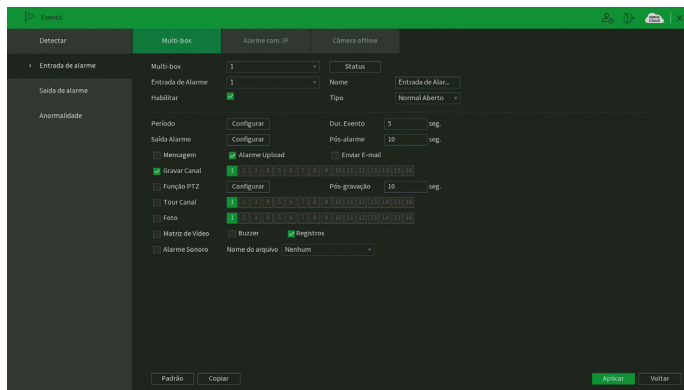 Evento
Detectar
Multi-box
Alarme cam. IP
Câmera offline
Entrada de alarme
Saída de alarme
Anormalidade
Multi-box 1 Status
Entrada de Alarme 1 Nome Entrada de Alar...
Habilitar Tipo Normal Aberto
Período Configurar Dur. Evento 5 seg.
Saída Alarme Configurar Pós-alarme 10 seg.
Mensagem Alarme Upload Enviar E-mail
Gravar Canal 1 2 3 4 5 6 7 8 9 10 11 12 13 14 15 16
Função PTZ Configurar Pós-gravação 10 seg.
Tour Canal 1 2 3 4 5 6 7 8 9 10 11 12 13 14 15 16
Foto 1 2 3 4 5 6 7 8 9 10 11 12 13 14 15 16
Matriz de Vídeo Buzzer Registros
Alarme Sonoro Nome do arquivo Nenhum
Padrão Copiar Aplicar Voltar